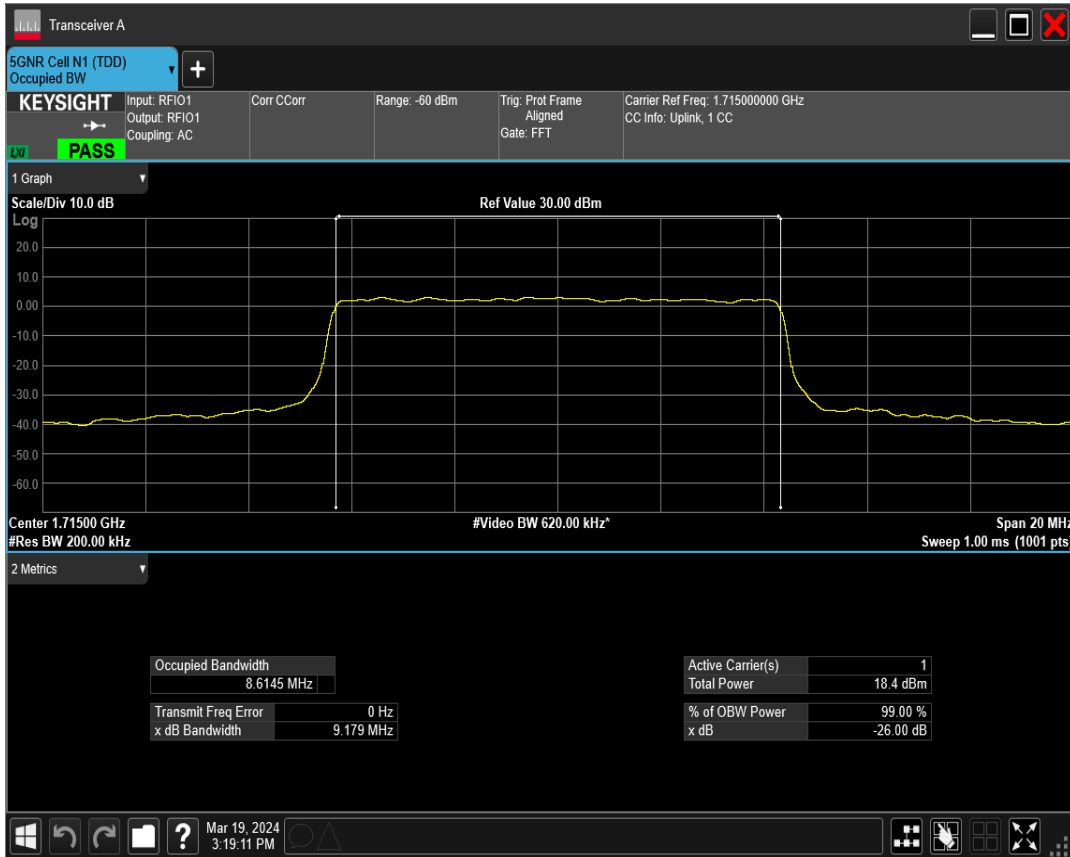 Transceiver A
5GNR Cell N1 (TDD)
Occupied BW
+
KEYSIGHT
LXI
PASS
Input: RFIO1
Output: RFIO1
Coupling: AC
Corr CCorr
Range: -60 dBm
Trig: Prot Frame
Aligned
Gate: FFT
Carrier Ref Freq: 1.715000000 GHz
CC Info: Uplink, 1 CC
1 Graph
Scale/Div 10.0 dB
Ref Value 30.00 dBm
Log
20.0
10.0
0.00
-10.0
-20.0
-30.0
-40.0
-50.0
-60.0
Center 1.71500 GHz
#Video BW 620.00 kHz*
Span 20 MHz
#Res BW 200.00 kHz
Sweep 1.00 ms (1001 pts)
2 Metrics
Occupied Bandwidth
8.6145 MHz
Transmit Freq Error 0 Hz
x dB Bandwidth 9.179 MHz
Active Carrier(s) 1
Total Power 18.4 dBm
% of OBW Power 99.00 %
x dB -26.00 dB
?
Mar 19, 2024
3:19:11 PM